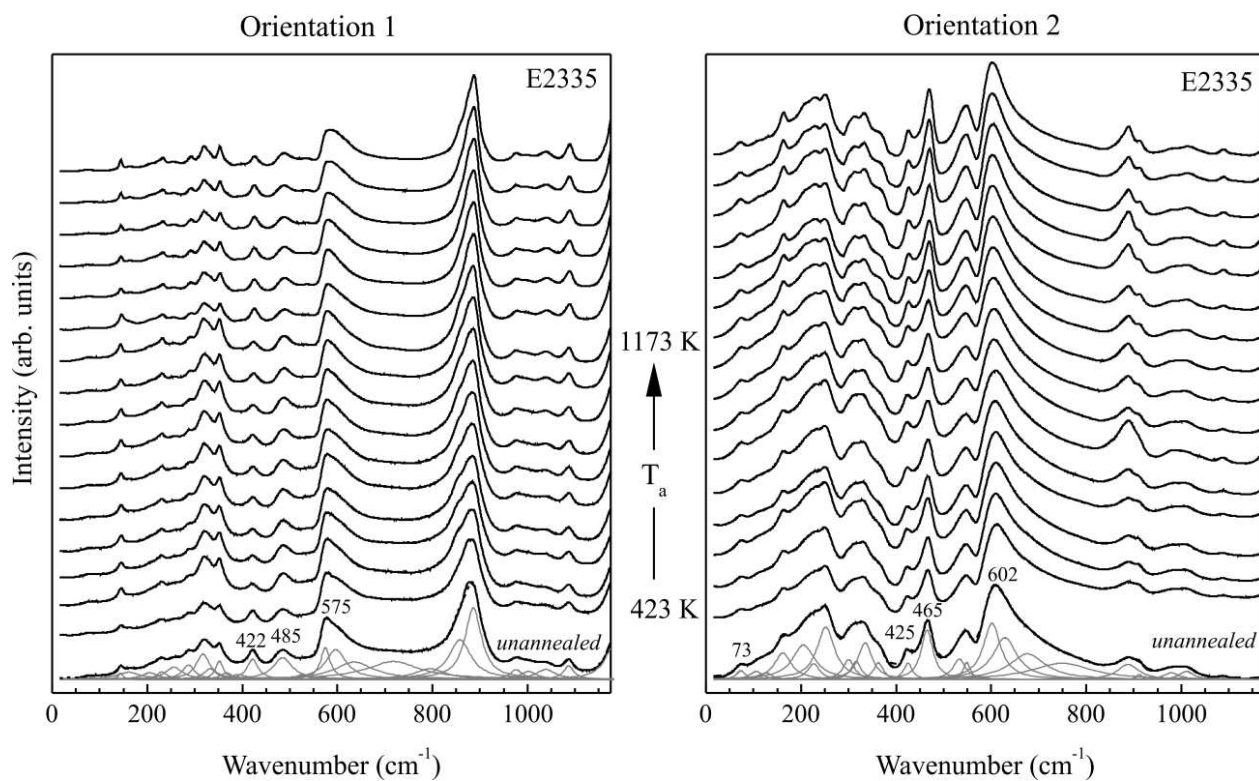 Orientation 1
Orientation 2
E2335
E2335
Intensity (arb. units)
1173 K
Tₐ
423 K
422
485
575
unannealed
73
425
465
602
unannealed
0
200
400
600
800
1000
0
200
400
600
800
1000
Wavenumber (cm⁻¹)
Wavenumber (cm⁻¹)